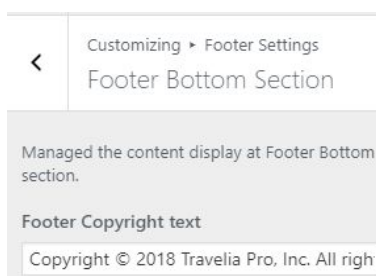 Customizing ▸ Footer Settings
Footer Bottom Section
Managed the content display at Footer Bottom
section.
Footer Copyright text
Copyright © 2018 Travelia Pro, Inc. All righ